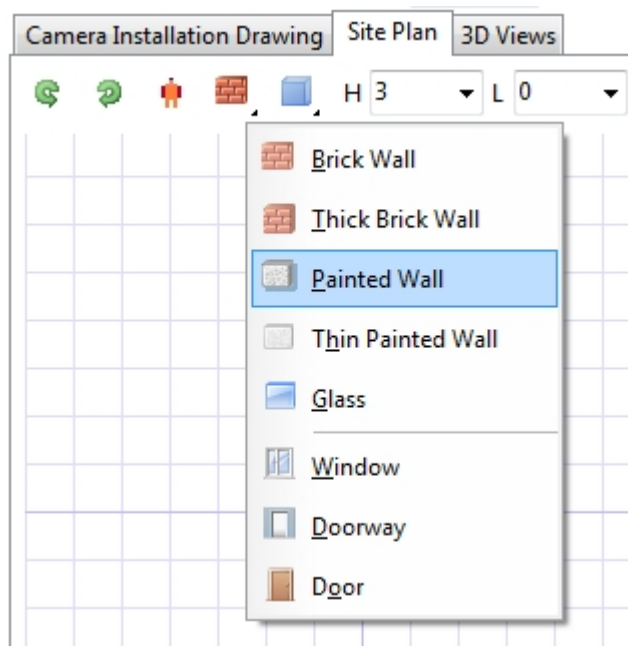 Camera Installation Drawing Site Plan 3D Views
H 3 L 0
Brick Wall
Thick Brick Wall
Painted Wall
Thin Painted Wall
Glass
Window
Doorway
Door